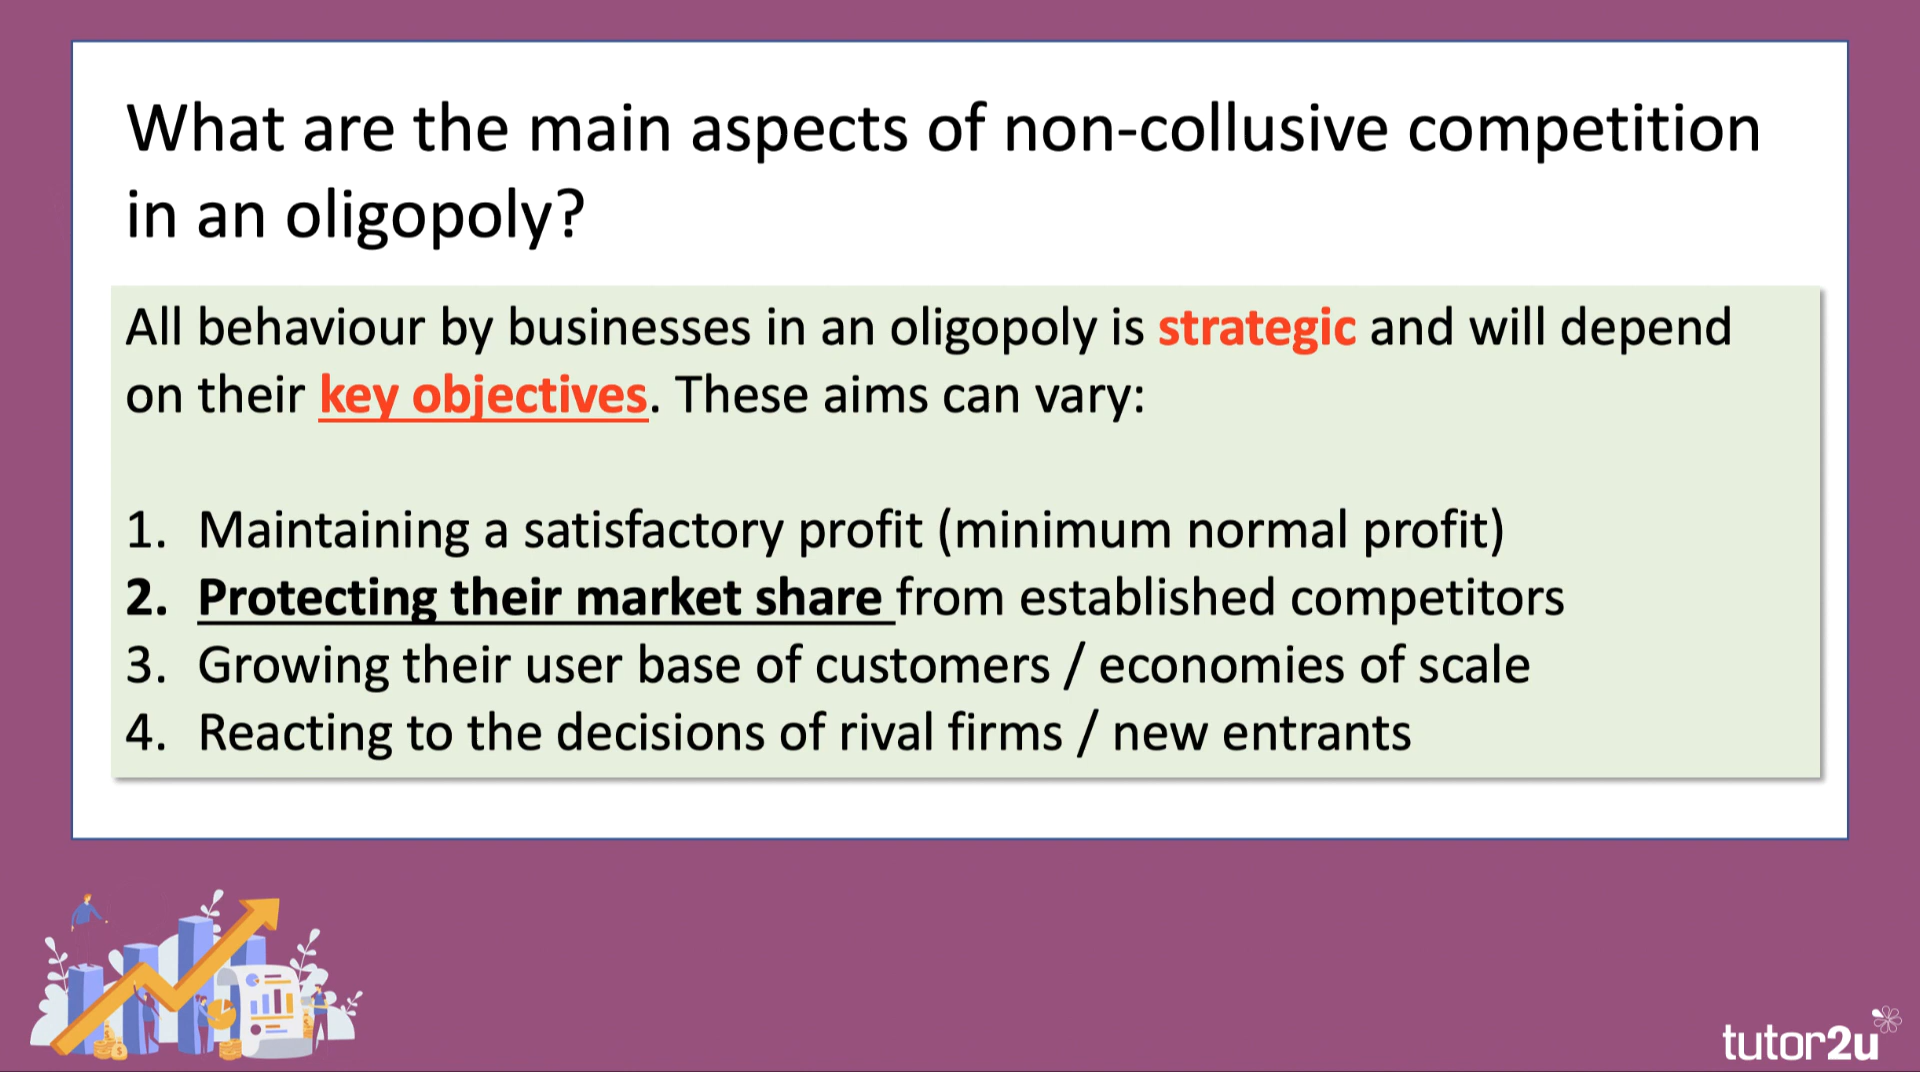 What are the main aspects of non-collusive competition
in an oligopoly?
All behaviour by businesses in an oligopoly is strategic and will depend
on their key objectives. These aims can vary:
1. Maintaining a satisfactory profit (minimum normal profit)
2. Protecting their market share from established competitors
3. Growing their user base of customers / economies of scale
4. Reacting to the decisions of rival firms / new entrants
tutor2u